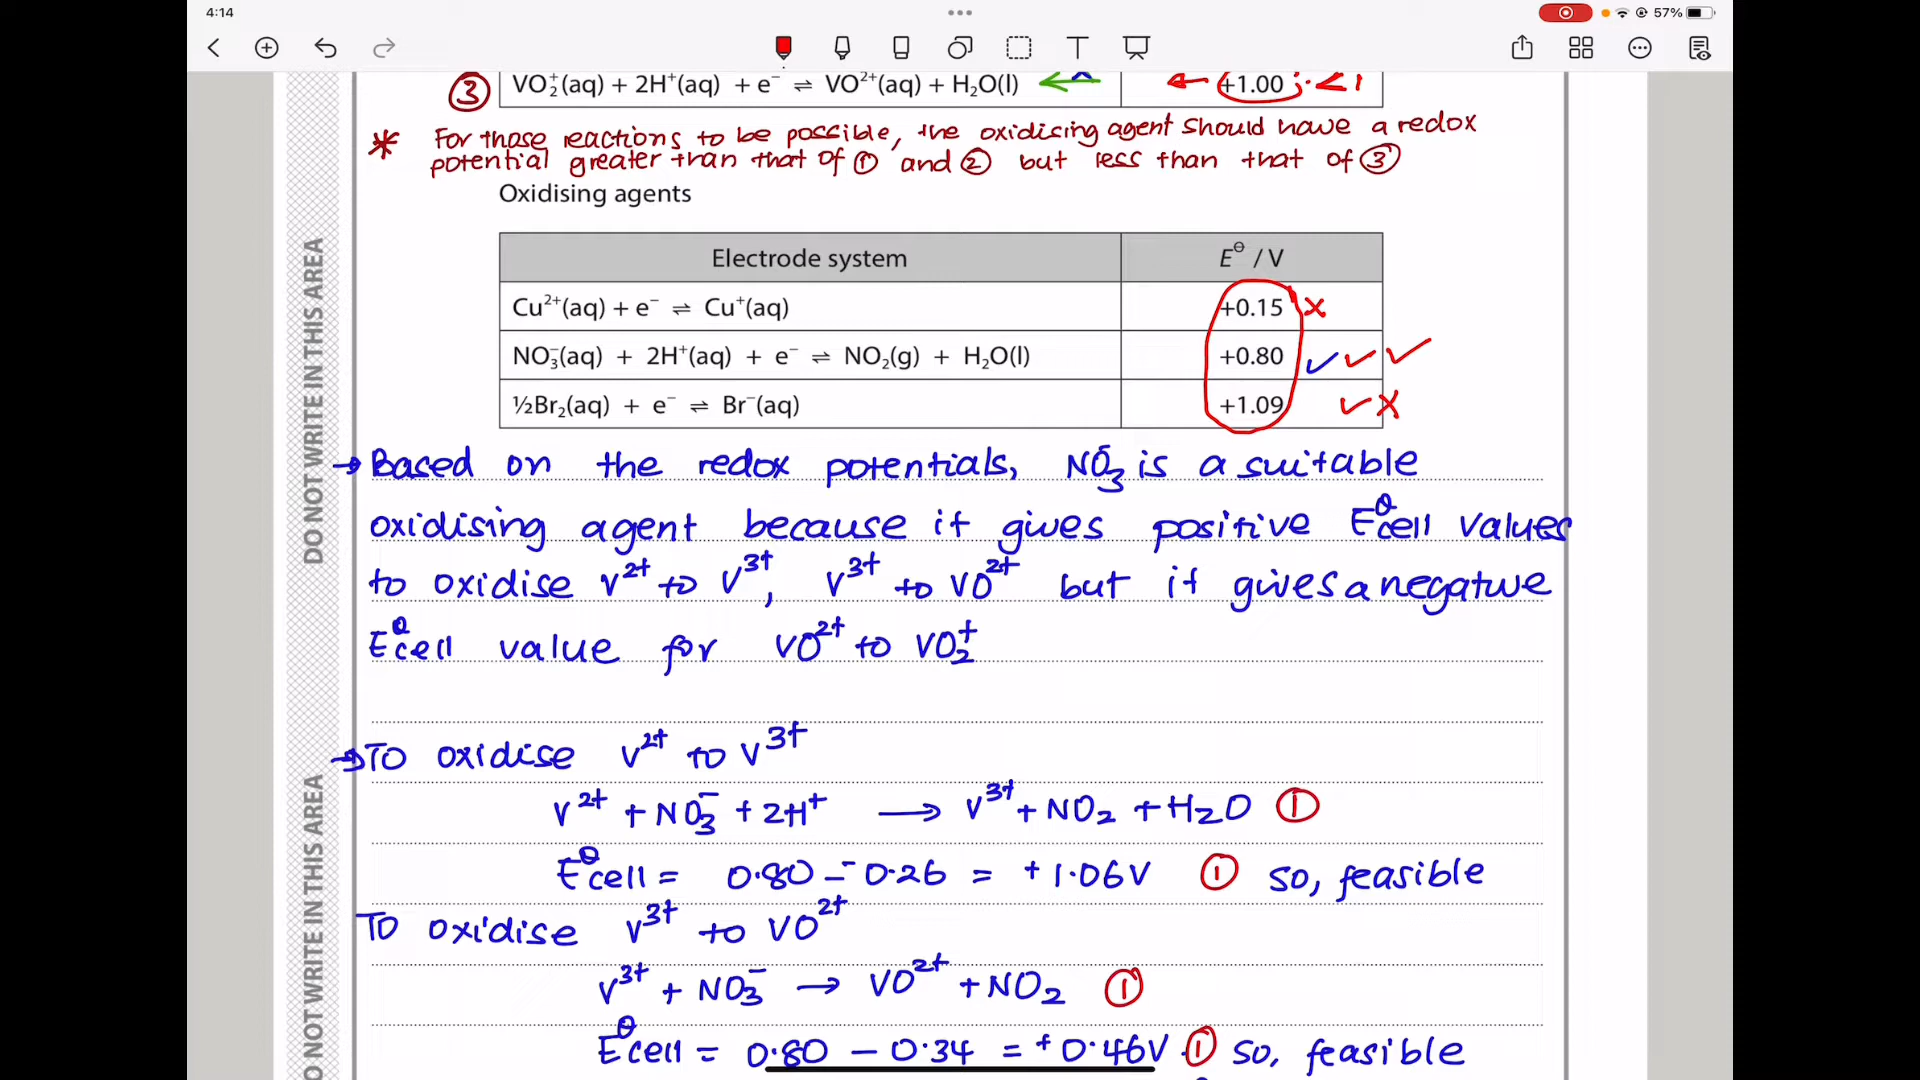 4:14
57%
T
③ VO₂⁺(aq) + 2H⁺(aq) + e⁻ ⇌ VO²⁺(aq) + H₂O(l) +1.00 ; < 1
* For those reactions to be possible, the oxidising agent should have a redox
potential greater than that of ① and ② but less than that of ③
Oxidising agents
Electrode system E⦵ / V
Cu²⁺(aq) + e⁻ ⇌ Cu⁺(aq) +0.15 ✗
NO₃⁻(aq) + 2H⁺(aq) + e⁻ ⇌ NO₂(g) + H₂O(l) +0.80 ✓ ✓ ✓
½Br₂(aq) + e⁻ ⇌ Br⁻(aq) +1.09 ✓ ✗
→ Based on the redox potentials, NO₃⁻ is a suitable
oxidising agent because it gives positive E⦵cell values
to oxidise V²⁺ to V³⁺, V³⁺ to VO²⁺ but it gives a negative
E⦵cell value for VO²⁺ to VO₂⁺
→ To oxidise V²⁺ to V³⁺
V²⁺ + NO₃⁻ + 2H⁺ → V³⁺ + NO₂ + H₂O ①
E⦵cell = 0.80 − ⁻0.26 = +1.06V ① so, feasible
To oxidise V³⁺ to VO²⁺
V³⁺ + NO₃⁻ → VO²⁺ + NO₂ ①
E⦵cell = 0.80 − 0.34 = +0.46V. ① so, feasible
DO NOT WRITE IN THIS AREA
DO NOT WRITE IN THIS AREA